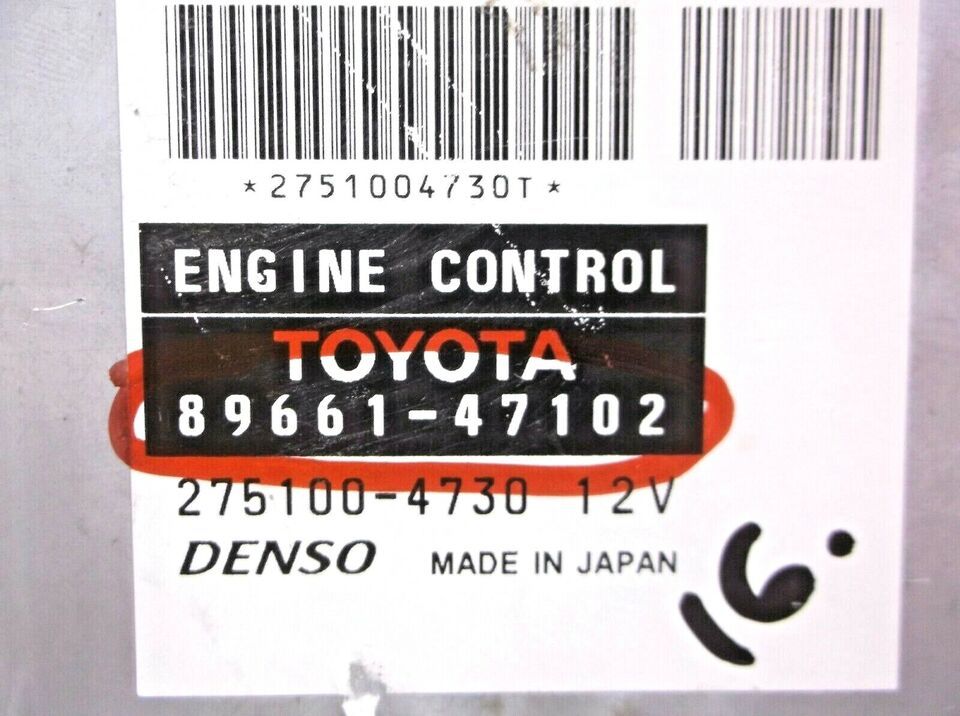 *2751004730T*
ENGINE CONTROL
TOYOTA
89661-47102
275100-4730 12V
DENSO MADE IN JAPAN
16.